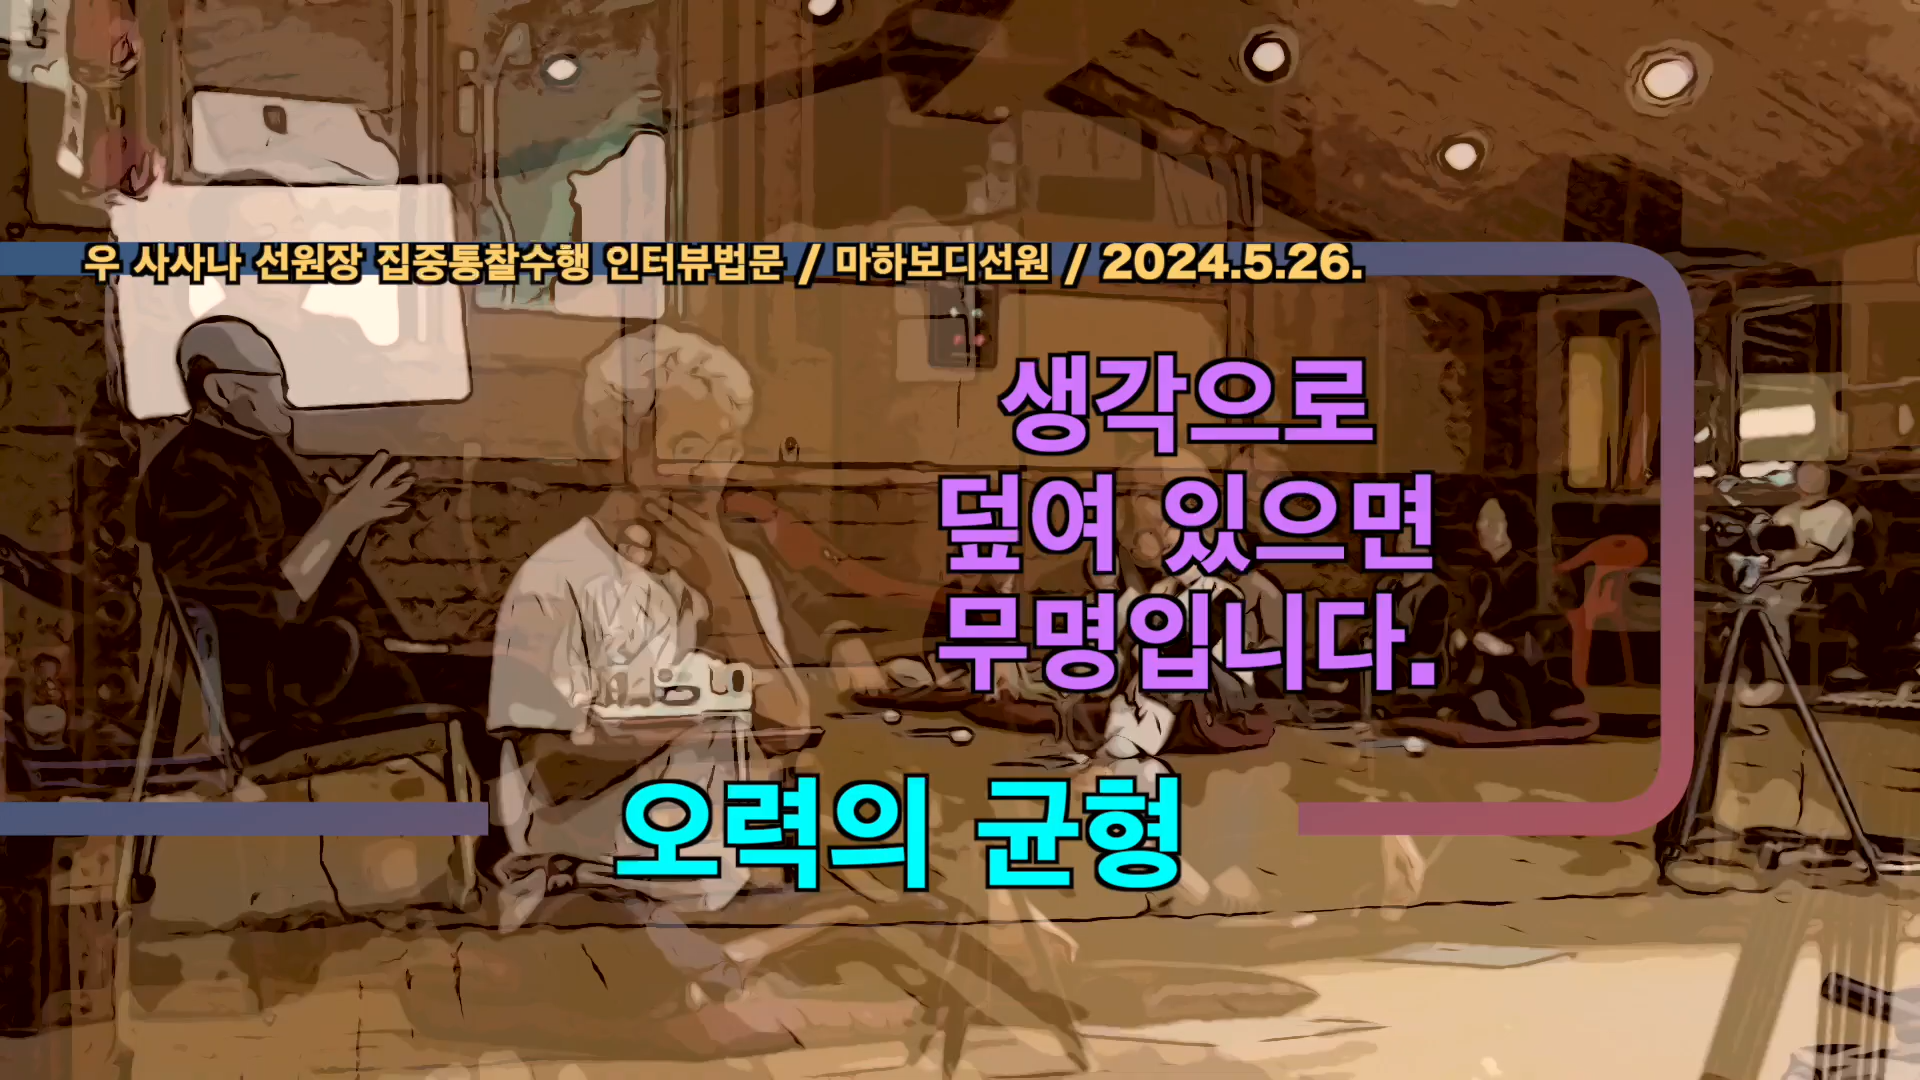 우 사사나 선원장 집중통찰수행 인터뷰법문 / 마하보디선원 / 2024.5.26.
생각으로
덮여 있으면
무명입니다.
오력의 균형